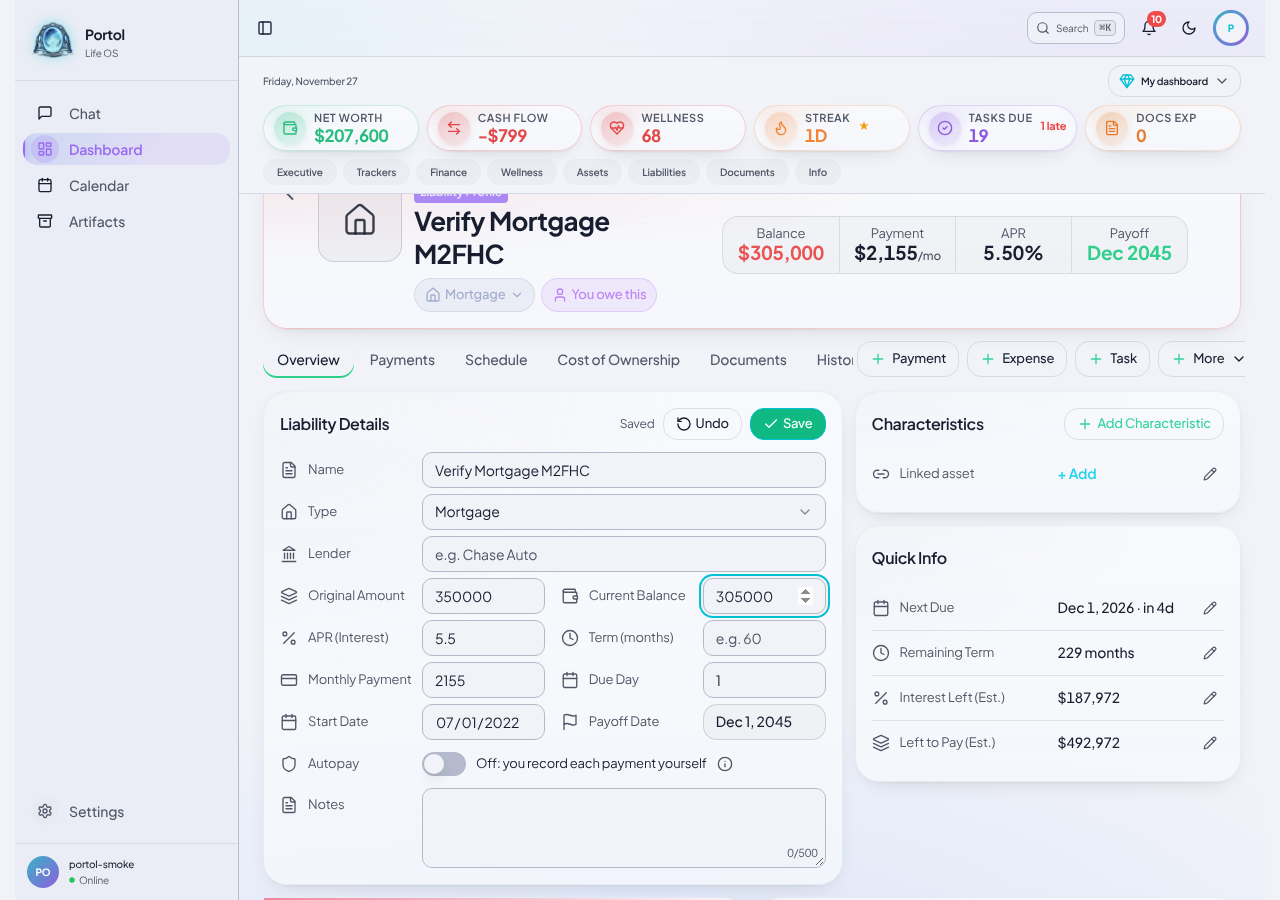 Portol
Life OS
Search ⌘K
10
P
Chat
Dashboard
Calendar
Artifacts
Settings
PO
portol-smoke
Online
Friday, November 27
My dashboard
NET WORTH
$207,600
CASH FLOW
-$799
WELLNESS
68
STREAK
1D
TASKS DUE
19
1 late
DOCS EXP
0
Executive
Trackers
Finance
Wellness
Assets
Liabilities
Documents
Info
Verify Mortgage
M2FHC
Mortgage
You owe this
Balance
$305,000
Payment
$2,155/mo
APR
5.50%
Payoff
Dec 2045
Overview
Payments
Schedule
Cost of Ownership
Documents
Histor
+ Payment
+ Expense
+ Task
+ More
Liability Details
Saved
Undo
Save
Name
Verify Mortgage M2FHC
Type
Mortgage
Lender
e.g. Chase Auto
Original Amount
350000
Current Balance
305000
APR (Interest)
5.5
Term (months)
e.g. 60
Monthly Payment
2155
Due Day
1
Start Date
07/01/2022
Payoff Date
Dec 1, 2045
Autopay
Off: you record each payment yourself
Notes
0/500
Characteristics
+ Add Characteristic
Linked asset
+ Add
Quick Info
Next Due
Dec 1, 2026 · in 4d
Remaining Term
229 months
Interest Left (Est.)
$187,972
Left to Pay (Est.)
$492,972